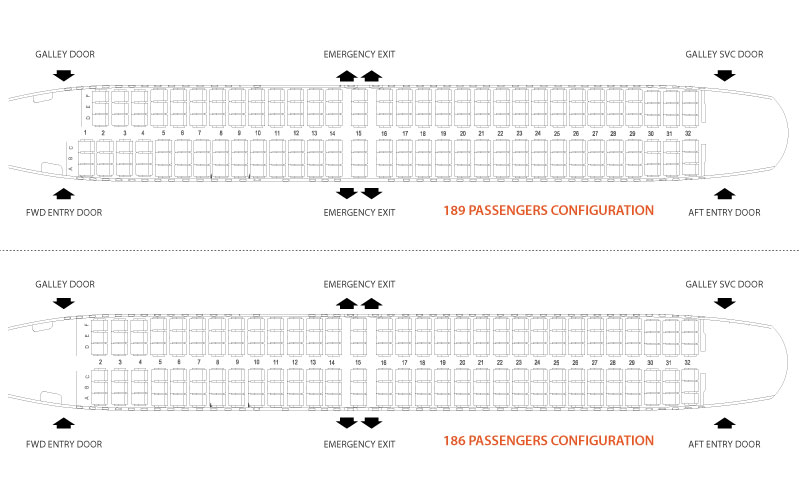 GALLEY DOOR EMERGENCY EXIT GALLEY SVC DOOR
F
E
D
1 2 3 4 5 6 7 8 9 10 11 12 13 14 15 16 17 18 19 20 21 22 23 24 25 26 27 28 29 30 31 32
C
B
A
FWD ENTRY DOOR EMERGENCY EXIT 189 PASSENGERS CONFIGURATION AFT ENTRY DOOR
GALLEY DOOR EMERGENCY EXIT GALLEY SVC DOOR
F
E
D
2 3 4 5 6 7 8 9 10 11 12 13 14 15 16 17 18 19 20 21 22 23 24 25 26 27 28 29 30 31 32
C
B
A
FWD ENTRY DOOR EMERGENCY EXIT 186 PASSENGERS CONFIGURATION AFT ENTRY DOOR